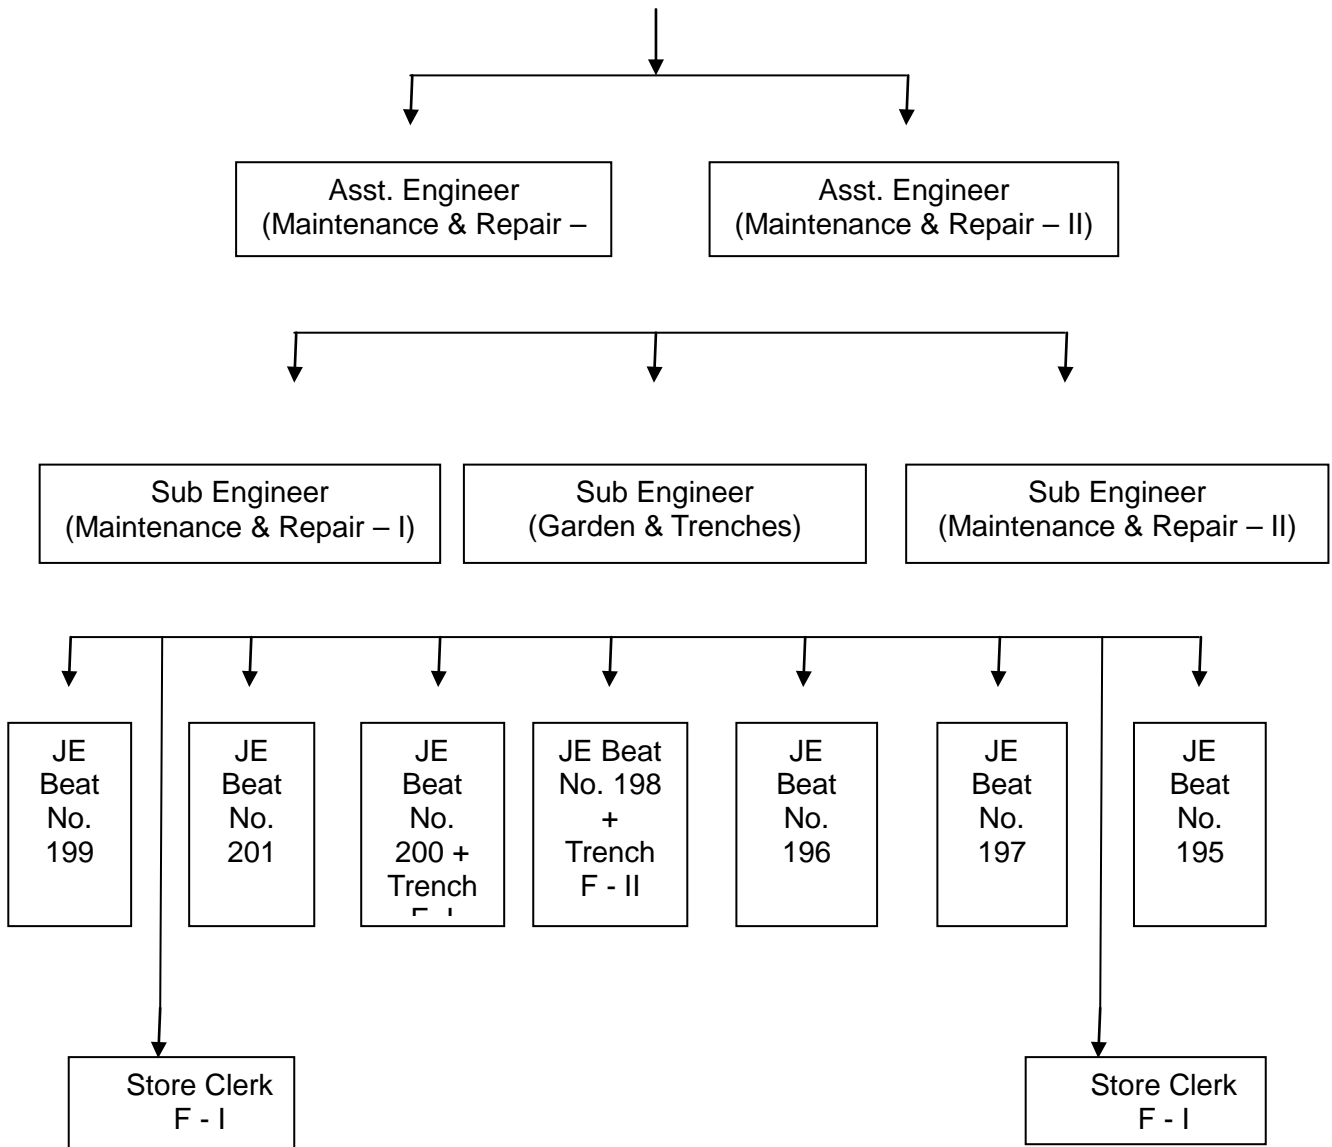 Asst. Engineer
(Maintenance & Repair –
Asst. Engineer
(Maintenance & Repair – II)
Sub Engineer
(Maintenance & Repair – I)
Sub Engineer
(Garden & Trenches)
Sub Engineer
(Maintenance & Repair – II)
JE
Beat
No.
199
JE
Beat
No.
201
JE
Beat
No.
200 +
Trench
JE Beat
No. 198
+
Trench
F - II
JE
Beat
No.
196
JE
Beat
No.
197
JE
Beat
No.
195
Store Clerk
F - I
Store Clerk
F - I